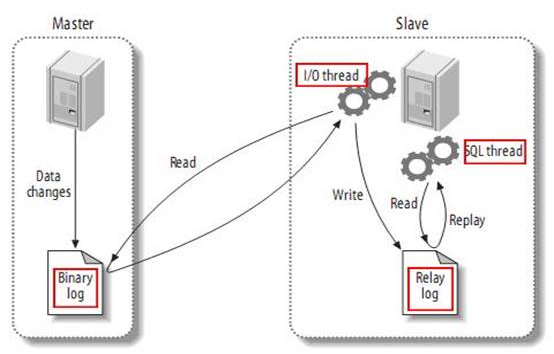 Master
Slave
I/O thread
SQL thread
Read
Data
changes
Write
Read
Replay
Binary
log
Relay
log